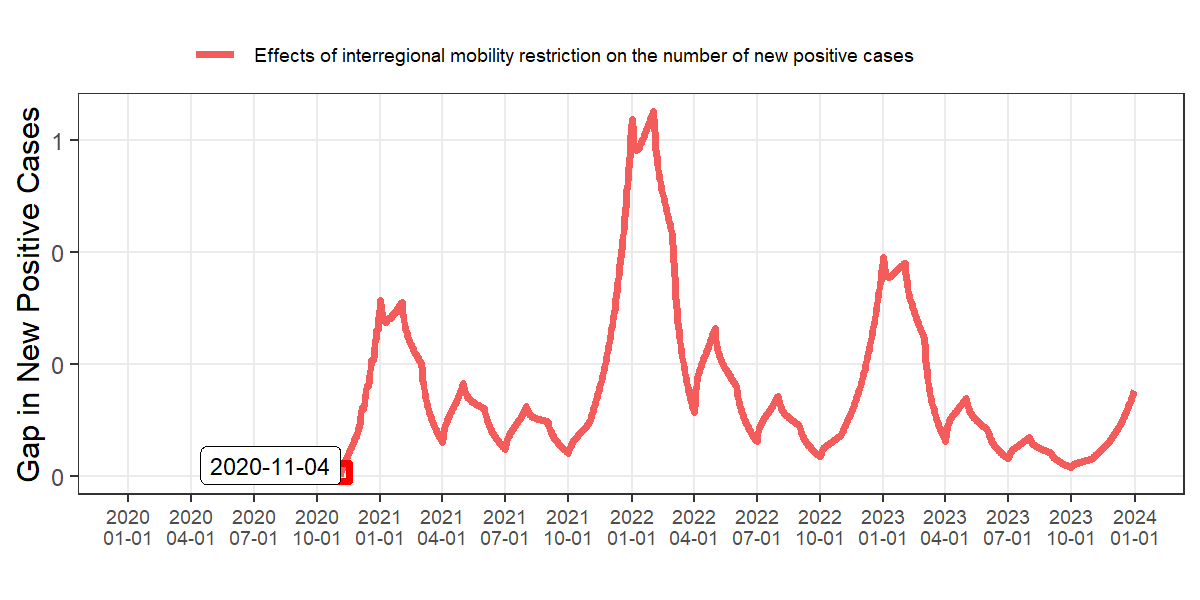 Effects of interregional mobility restriction on the number of new positive cases
Gap in New Positive Cases
1
0
0
0
2020-11-04
2020 2020 2020 2020 2021 2021 2021 2021 2022 2022 2022 2022 2023 2023 2023 2023 2024
01-01 04-01 07-01 10-01 01-01 04-01 07-01 10-01 01-01 04-01 07-01 10-01 01-01 04-01 07-01 10-01 01-01